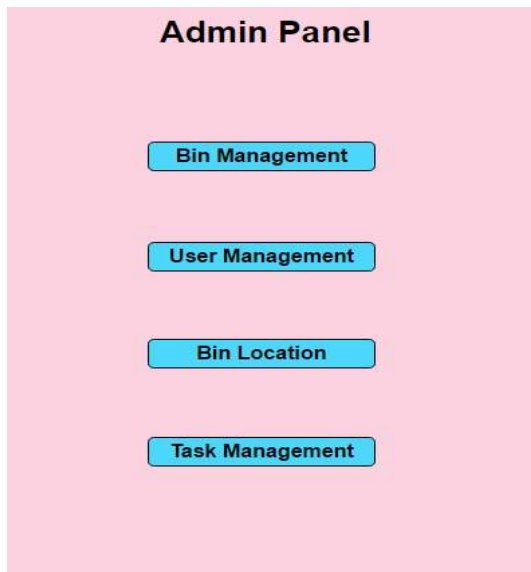 Admin Panel
Bin Management
User Management
Bin Location
Task Management